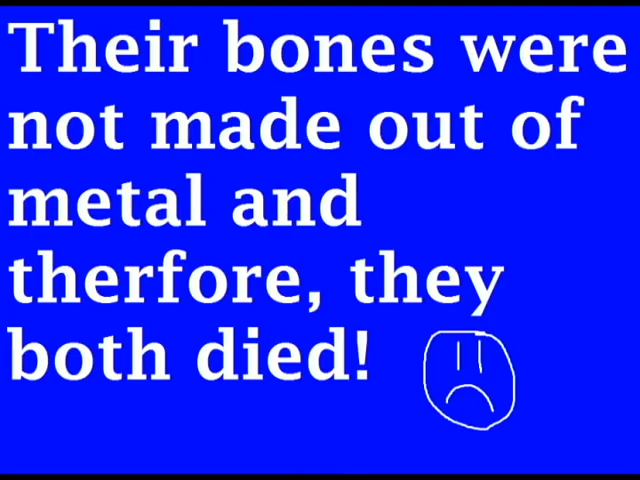 Their bones were
not made out of
metal and
therfore, they
both died!